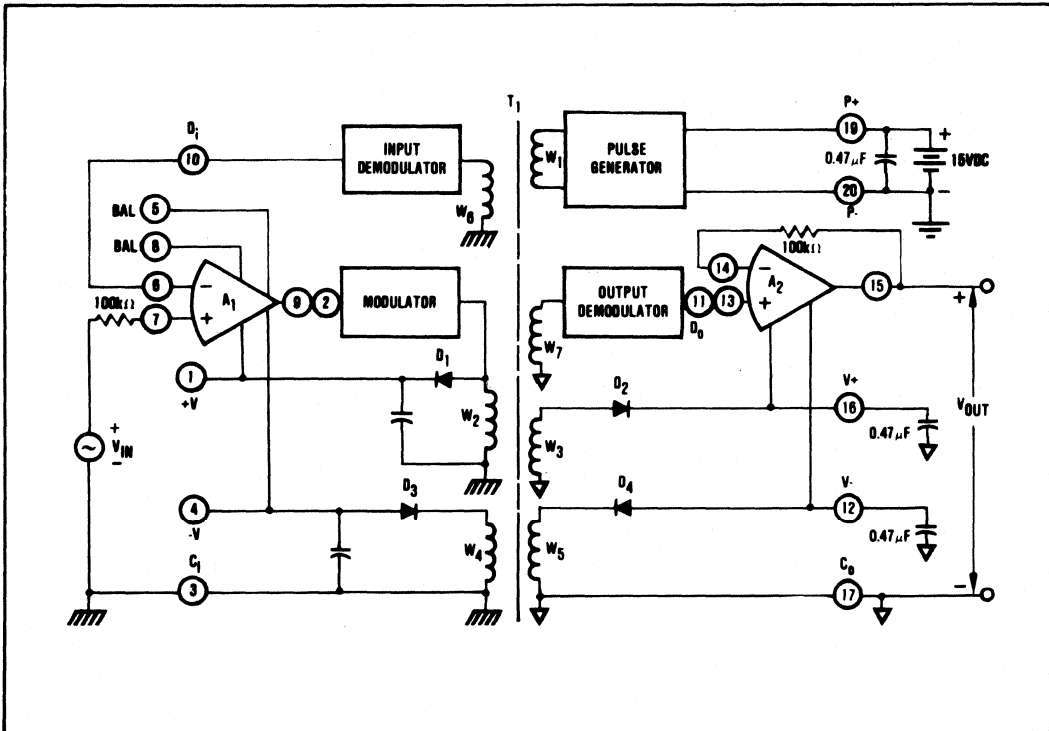 T1
P+
19
0.47µF
+
15VDC
-
20
P-
PULSE
GENERATOR
W1
Di
10
INPUT
DEMODULATOR
W6
BAL 5
BAL 8
6
-
100kΩ
7
+
A1
9
2
MODULATOR
1
+V
D1
W2
+
VIN
-
4
-V
D3
W4
Ci
3
100kΩ
14
-
A2
+
15
OUTPUT
DEMODULATOR
11
13
Do
W7
+
D2
V+
16
0.47µF
W3
VOUT
D4
V-
12
0.47µF
W5
Co
17
-